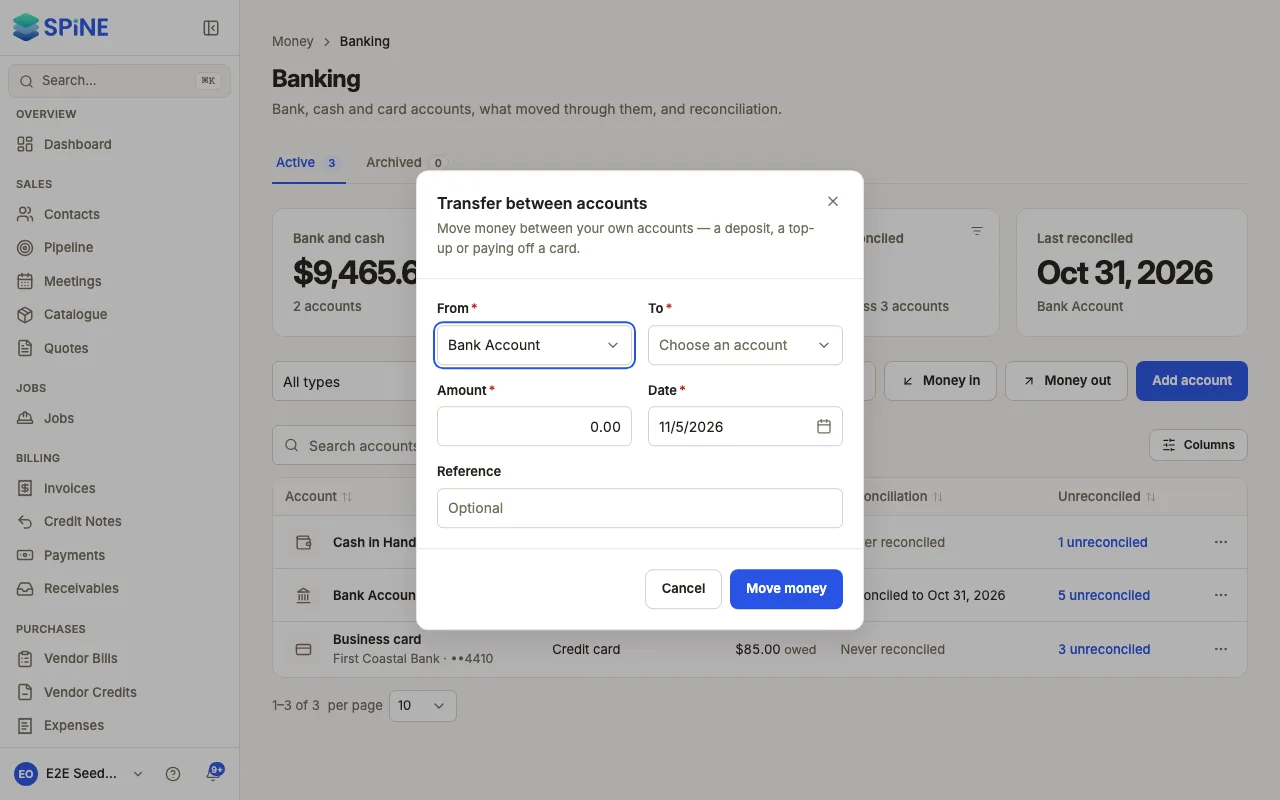 SPiNE
Search...
⌘K
OVERVIEW
Dashboard
SALES
Contacts
Pipeline
Meetings
Catalogue
Quotes
JOBS
Jobs
BILLING
Invoices
Credit Notes
Payments
Receivables
PURCHASES
Vendor Bills
Vendor Credits
Expenses
EO E2E Seed...
9+
Money > Banking
Banking
Bank, cash and card accounts, what moved through them, and reconciliation.
Active 3 Archived 0
Bank and cash
$9,465.6
2 accounts
nciled
ss 3 accounts
Last reconciled
Oct 31, 2026
Bank Account
All types
Money in
Money out
Add account
Search accounts
Columns
Account
onciliation
Unreconciled
Cash in Hand
er reconciled
1 unreconciled
Bank Accoun
onciled to Oct 31, 2026
5 unreconciled
Business card
First Coastal Bank · ••4410
Credit card
$85.00 owed
Never reconciled
3 unreconciled
1–3 of 3 per page 10
Transfer between accounts
Move money between your own accounts — a deposit, a top-
up or paying off a card.
From * To *
Bank Account Choose an account
Amount * Date *
0.00 11/5/2026
Reference
Optional
Cancel Move money